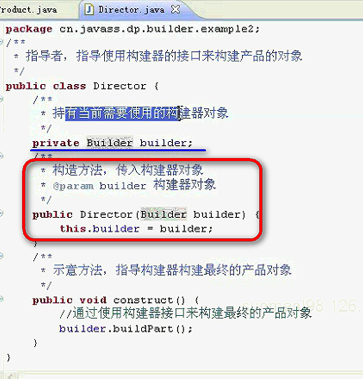 Product.java
Director.java
package cn.javass.dp.builder.example2;
/**
* 指导者，指导使用构建器的接口来构建产品的对象
*/
public class Director {
/**
* 持有当前需要使用的构建器对象
*/
private Builder builder;
/**
* 构造方法，传入构建器对象
* @param builder 构建器对象
*/
public Director(Builder builder) {
this.builder = builder;
}
/**
* 示意方法，指导构建器构建最终的产品对象
*/
public void construct() {
//通过使用构建器接口来构建最终的产品对象
builder.buildPart();
}
}